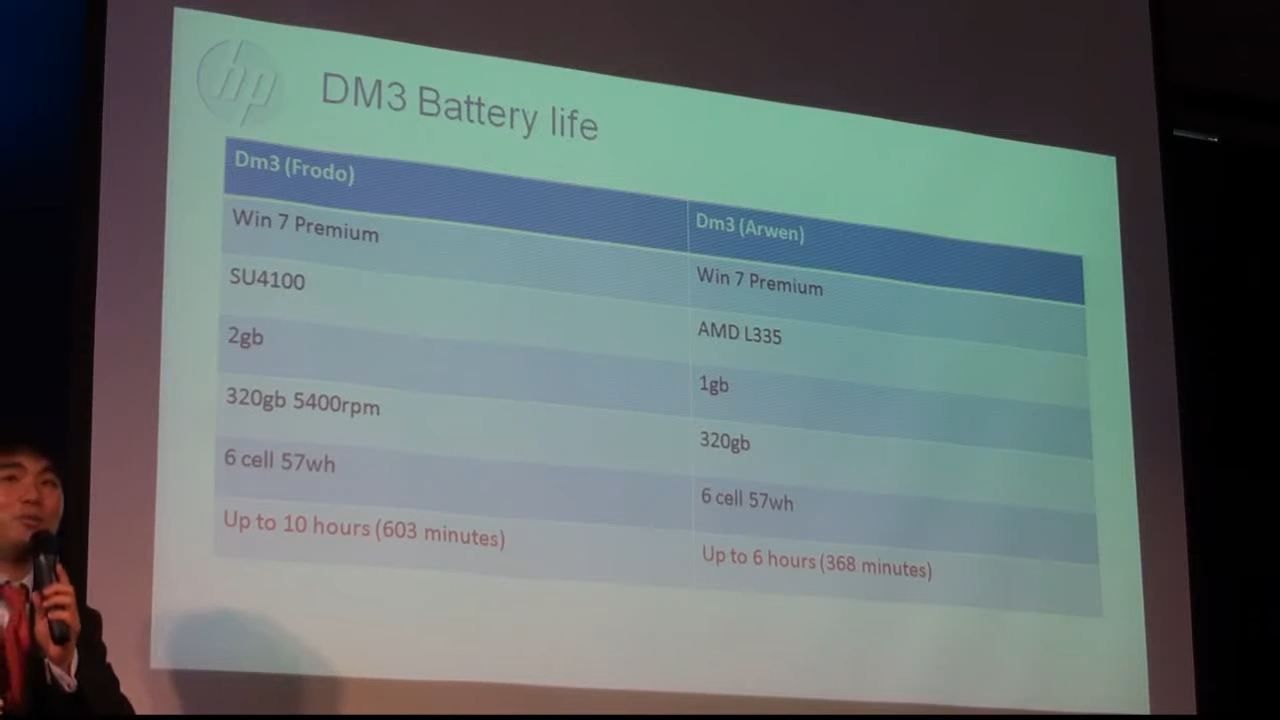 hp
DM3 Battery life
Dm3 (Frodo)
Dm3 (Arwen)
Win 7 Premium
Win 7 Premium
SU4100
AMD L335
2gb
1gb
320gb 5400rpm
320gb
6 cell 57wh
6 cell 57wh
Up to 10 hours (603 minutes)
Up to 6 hours (368 minutes)